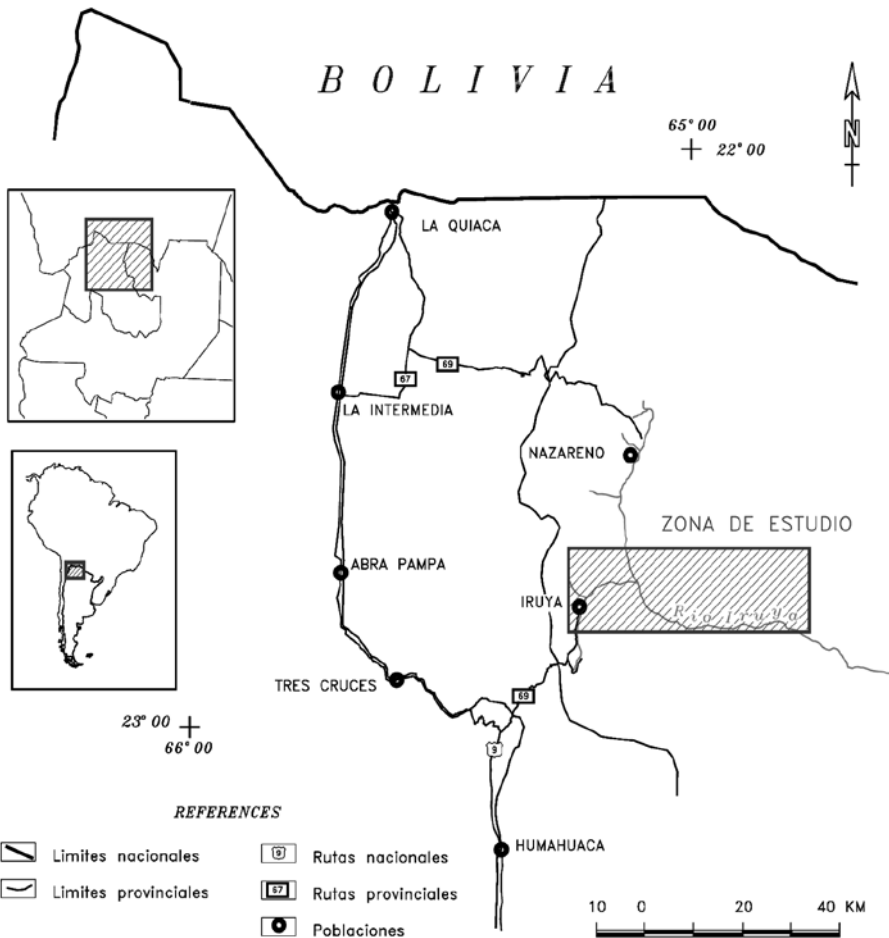 BOLIVIA
65° 00
22° 00
N
LA QUIACA
69
67
LA INTERMEDIA
NAZARENO
ZONA DE ESTUDIO
ABRA PAMPA
IRUYA
Rio Iruya
TRES CRUCES
69
23° 00
66° 00
9
REFERENCES
Limites nacionales
9 Rutas nacionales
HUMAHUACA
Limites provinciales
67 Rutas provinciales
Poblaciones
10 0 20 40 KM